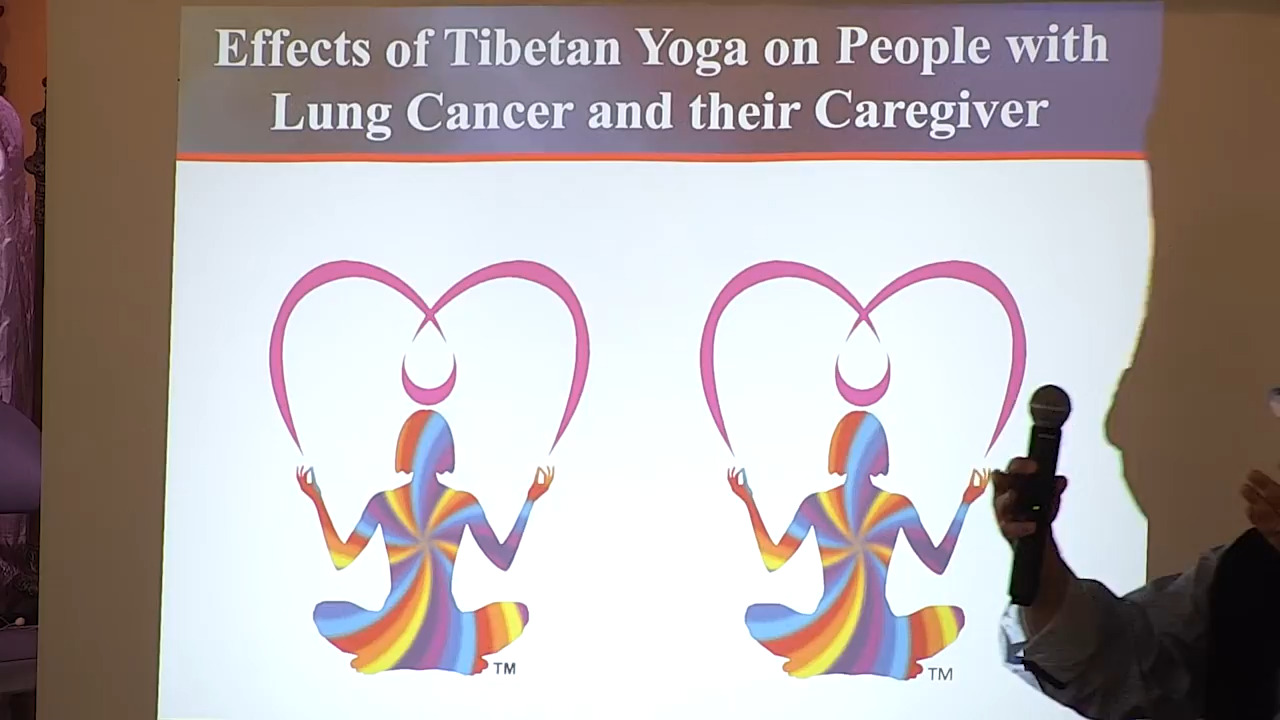 Effects of Tibetan Yoga on People with
Lung Cancer and their Caregiver
TM
TM